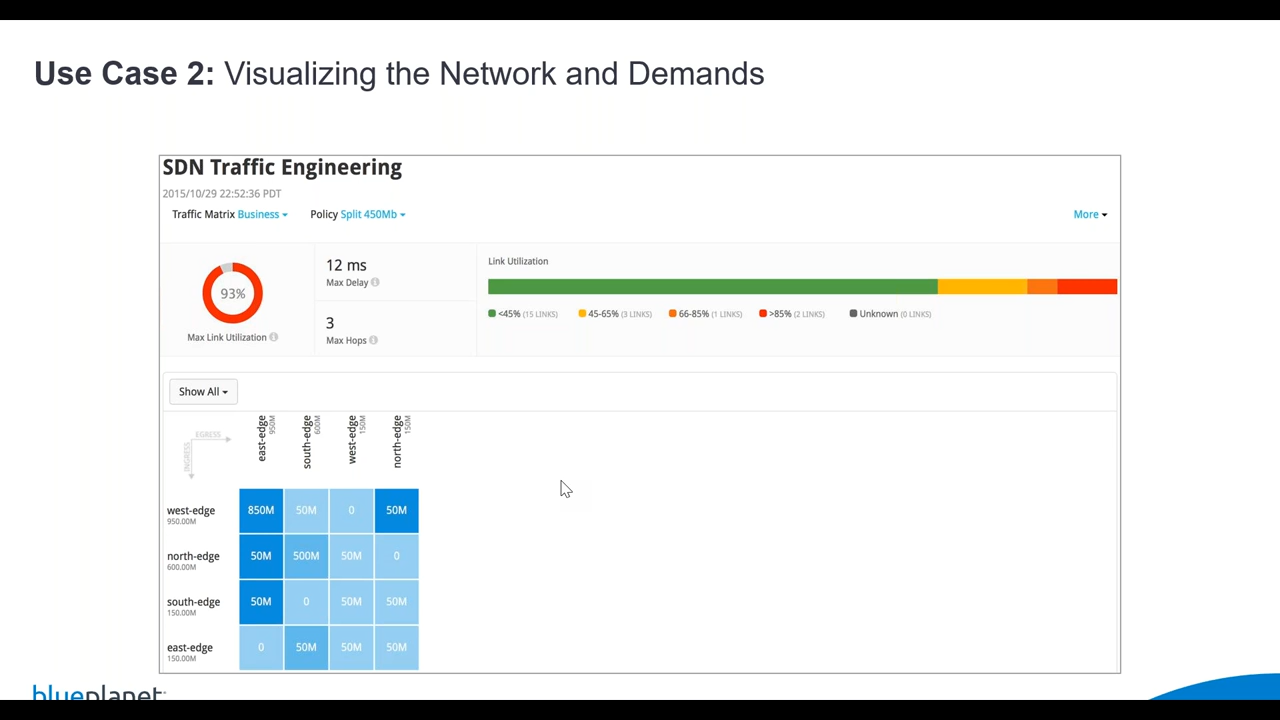 Use Case 2: Visualizing the Network and Demands
SDN Traffic Engineering
2015/10/29 22:52:36 PDT
Traffic Matrix Business Policy Split 450Mb More
93%
Max Link Utilization
12 ms
Max Delay
3
Max Hops
Link Utilization
<45% (15 LINKS) 45-65% (3 LINKS) 66-85% (1 LINKS) >85% (2 LINKS) Unknown (0 LINKS)
Show All
EGRESS
INGRESS
east-edge 950M
south-edge 600M
west-edge 150M
north-edge 150M
west-edge 850M 50M 0 50M
950.00M
north-edge 50M 500M 50M 0
600.00M
south-edge 50M 0 50M 50M
150.00M
east-edge 0 50M 50M 50M
150.00M
blueplanet